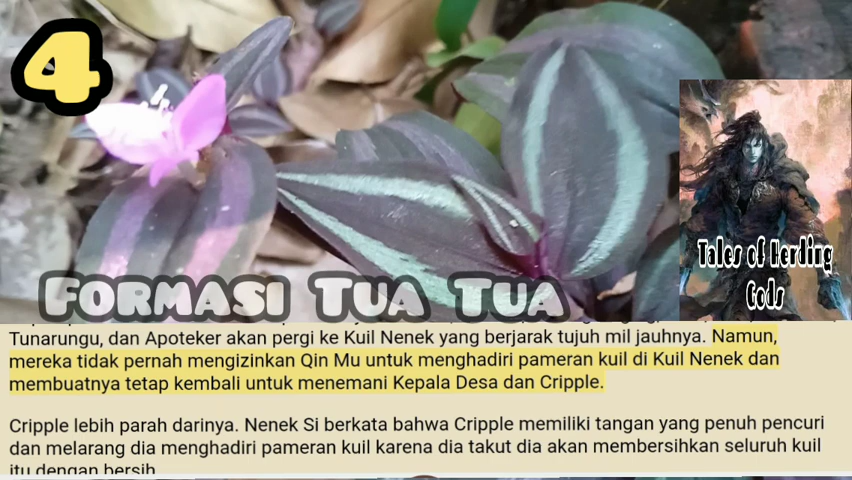 4
Tales of Herding
Gods
FORMASI TUA TUA
Tunarungu, dan Apoteker akan pergi ke Kuil Nenek yang berjarak tujuh mil jauhnya. Namun,
mereka tidak pernah mengizinkan Qin Mu untuk menghadiri pameran kuil di Kuil Nenek dan
membuatnya tetap kembali untuk menemani Kepala Desa dan Cripple.
Cripple lebih parah darinya. Nenek Si berkata bahwa Cripple memiliki tangan yang penuh pencuri
dan melarang dia menghadiri pameran kuil karena dia takut dia akan membersihkan seluruh kuil
itu dengan bersih.